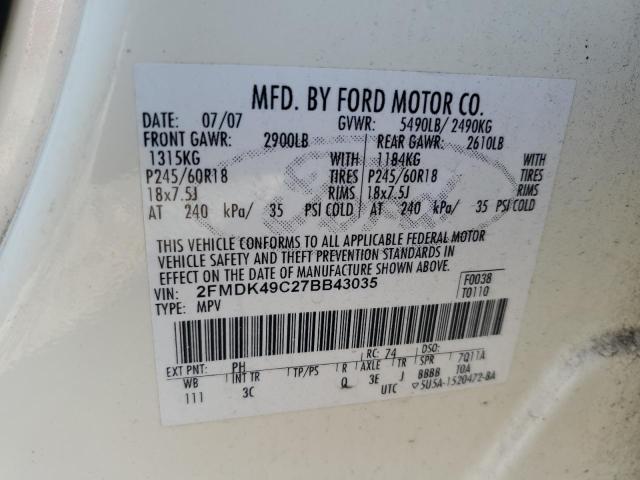 MFD. BY FORD MOTOR CO.
DATE: 07/07 GVWR: 5490LB/ 2490KG
FRONT GAWR: 2900LB REAR GAWR: 2610LB
1315KG WITH 1184KG WITH
P245/60R18 TIRES P245/60R18 TIRES
18x7.5J RIMS 18x7.5J RIMS
AT 240 kPa/ 35 PSI COLD AT 240 kPa/ 35 PSI COLD
THIS VEHICLE CONFORMS TO ALL APPLICABLE FEDERAL MOTOR
VEHICLE SAFETY AND THEFT PREVENTION STANDARDS IN
EFFECT ON THE DATE OF MANUFACTURE SHOWN ABOVE.
VIN: 2FMDK49C27BB43035 F0038
TYPE: MPV T0110
EXT PNT: PH RC: 74 DSO:
WB INT TR TP/PS R AXLE TR SPR 7Q11A
111 3C Q 3E J BBBB T0A
UTC ▽5U5A-1520472-BA